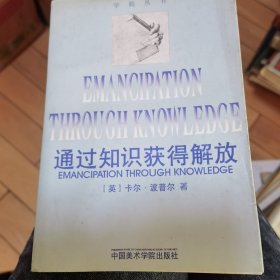 学术丛书
EMANCIPATION
THROUGH KNOWLEDGE
通过知识获得解放
EMANCIPATION THROUGH KNOWLEDGE
[英] 卡尔·波普尔 著
中国美术学院出版社